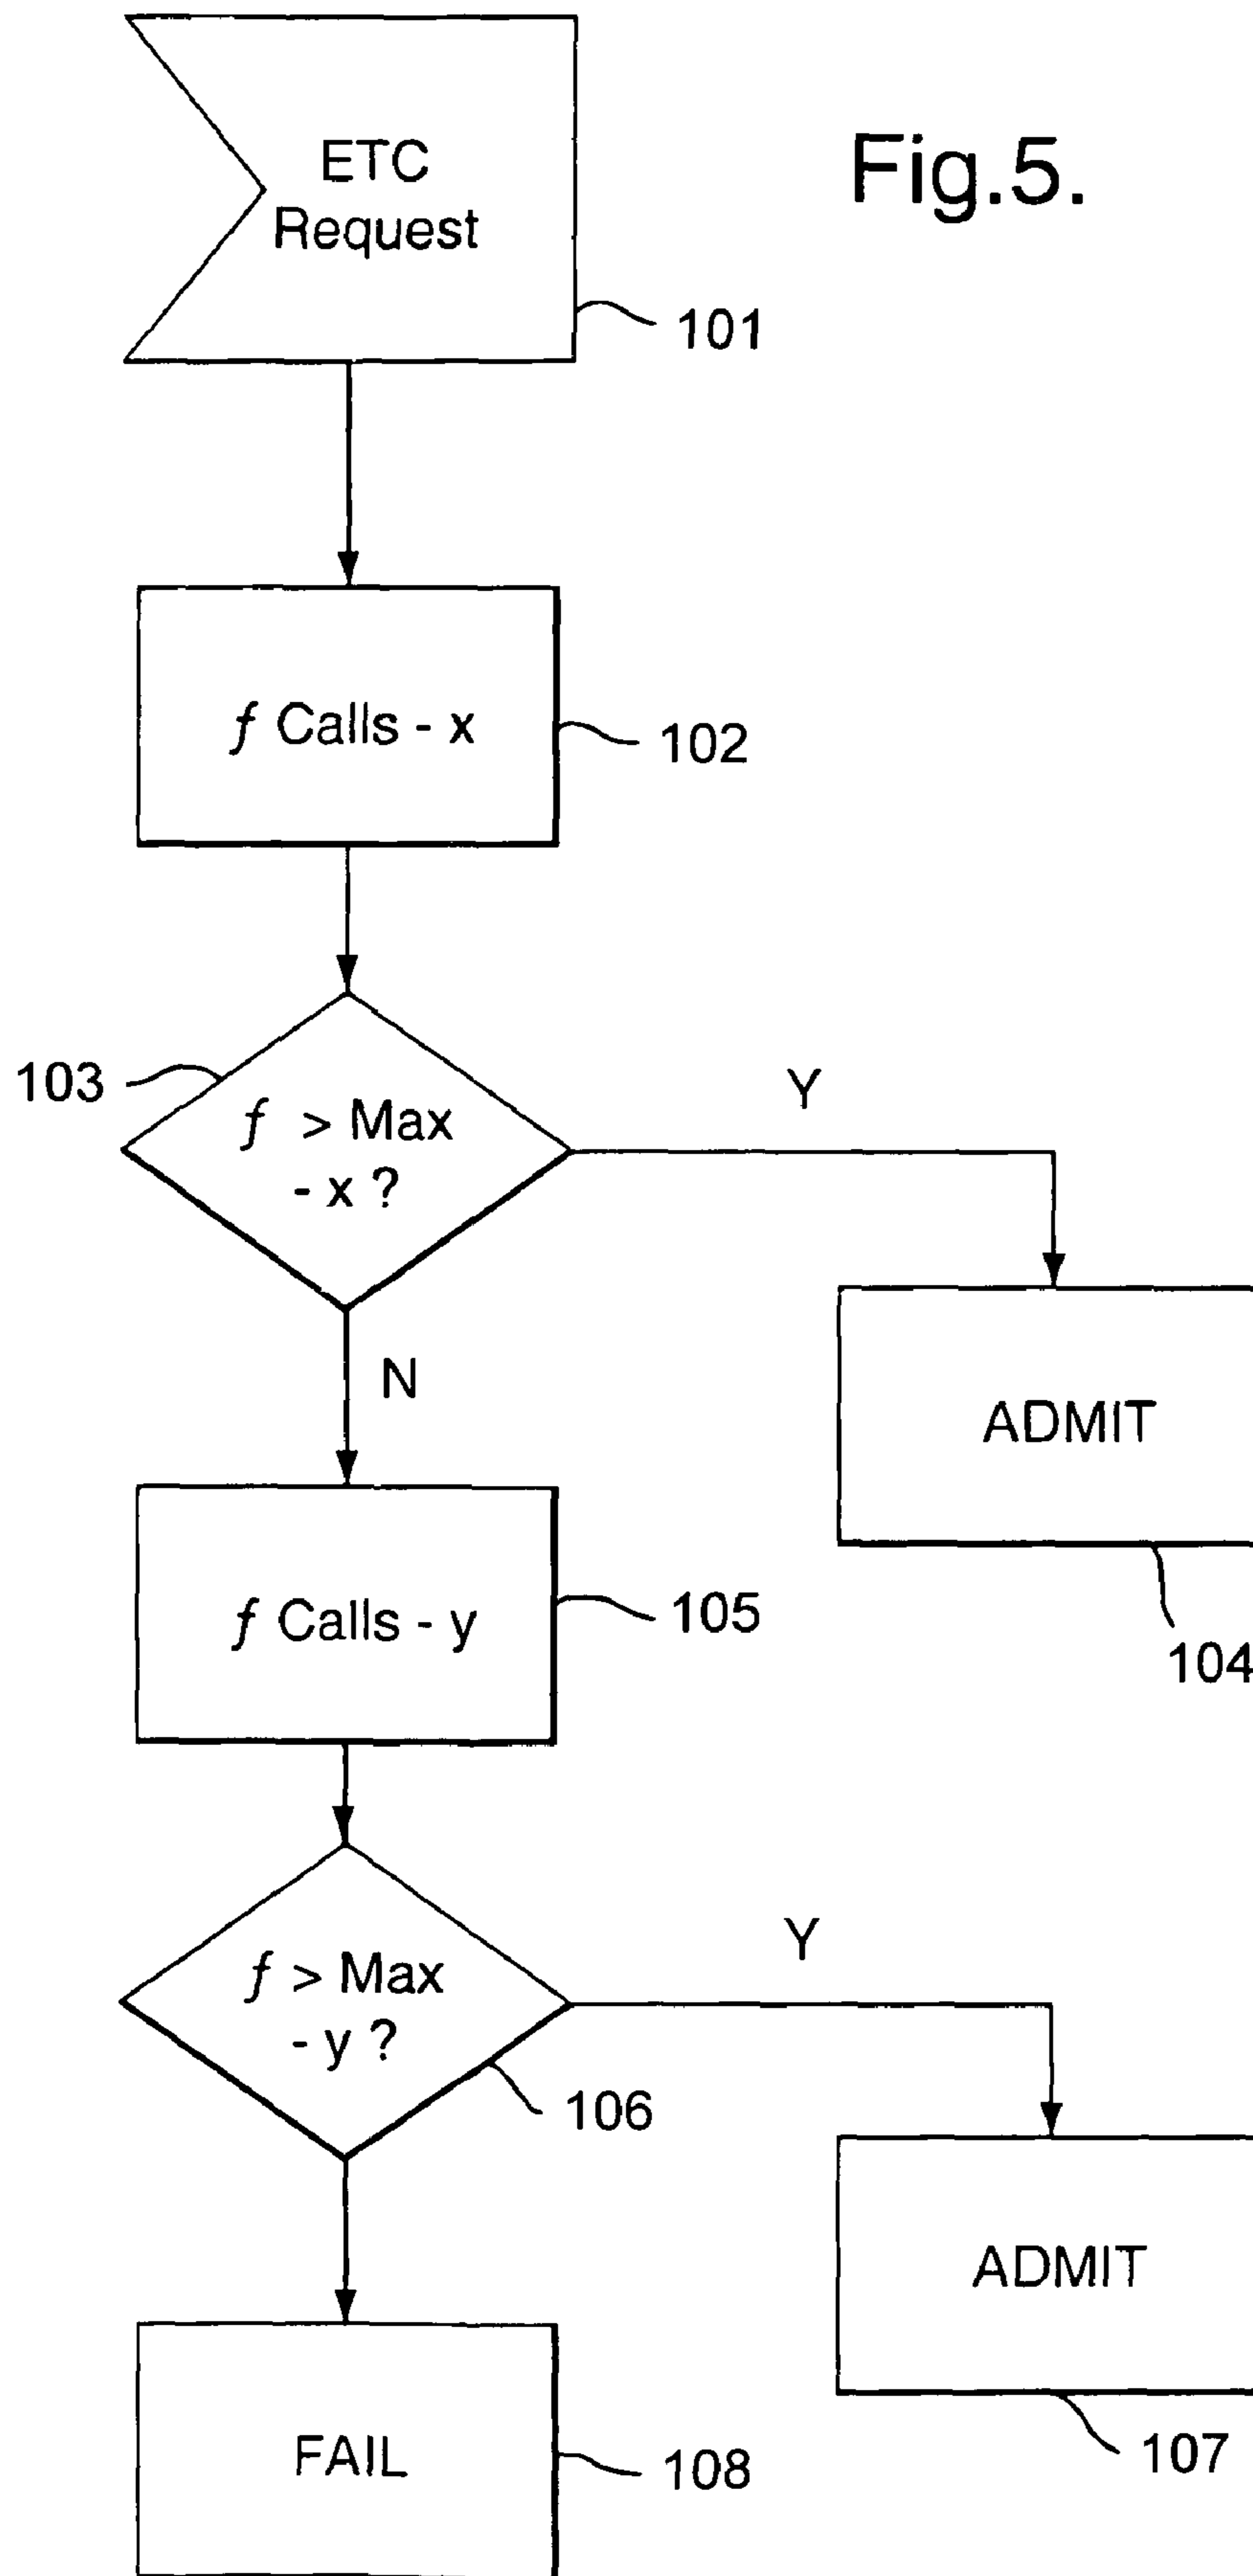 Fig.5.
ETC
Request
101
ƒ Calls - x
102
103
ƒ > Max
- x ?
Y
N
ADMIT
104
ƒ Calls - y
105
ƒ > Max
- y ?
Y
106
ADMIT
107
FAIL
108